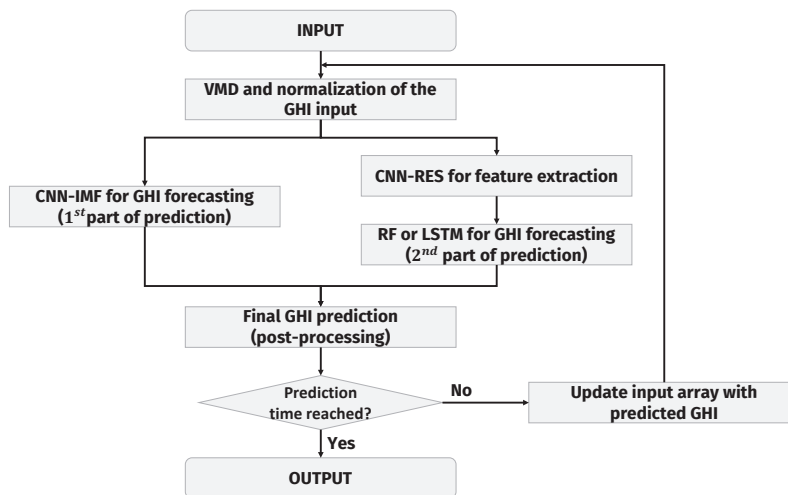 INPUT
VMD and normalization of the
GHI input
CNN-IMF for GHI forecasting
(1st part of prediction)
CNN-RES for feature extraction
RF or LSTM for GHI forecasting
(2nd part of prediction)
Final GHI prediction
(post-processing)
Prediction
time reached?
No
Update input array with
predicted GHI
Yes
OUTPUT